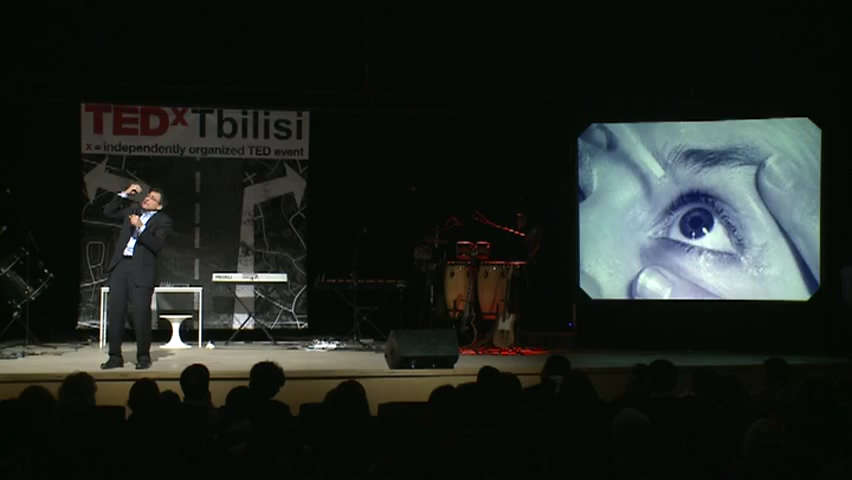 TEDxTbilisi
x = independently organized TED event